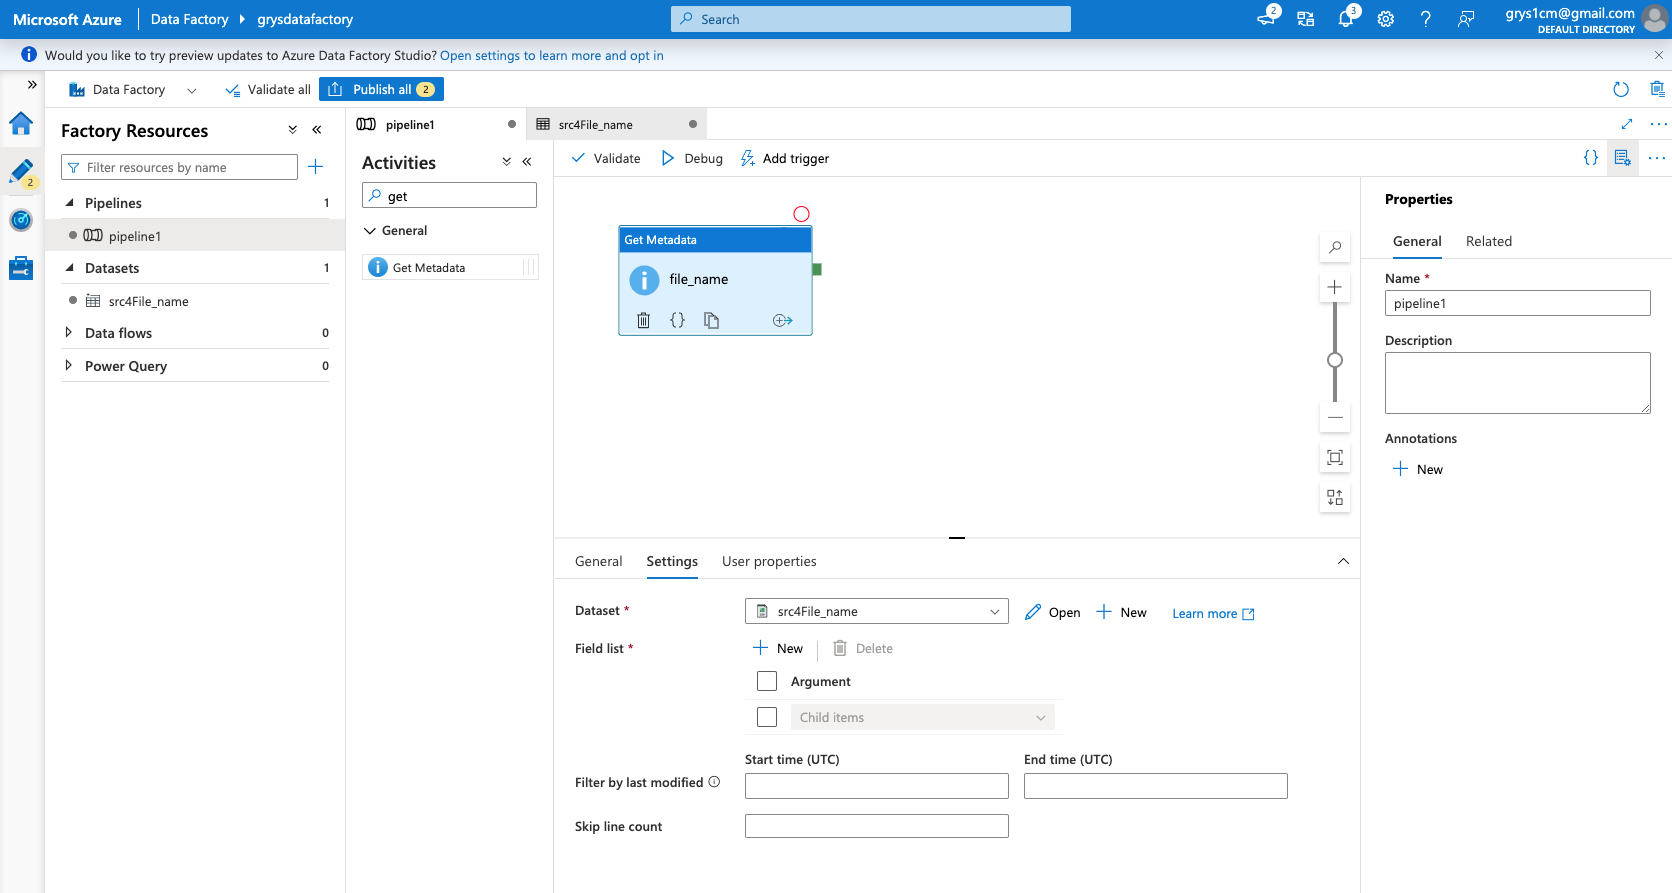 Microsoft Azure
Data Factory
grysdatafactory
Search
2
3
grys1cm@gmail.com
DEFAULT DIRECTORY
Would you like to try preview updates to Azure Data Factory Studio? Open settings to learn more and opt in
Data Factory
Validate all
Publish all 2
2
Factory Resources
Filter resources by name
Pipelines 1
pipeline1
Datasets 1
src4File_name
Data flows 0
Power Query 0
pipeline1
src4File_name
Activities
get
General
Get Metadata
Validate
Debug
Add trigger
Get Metadata
file_name
Properties
General Related
Name *
pipeline1
Description
Annotations
New
General Settings User properties
Dataset * src4File_name Open New Learn more
Field list * New Delete
Argument
Child items
Start time (UTC) End time (UTC)
Filter by last modified
Skip line count